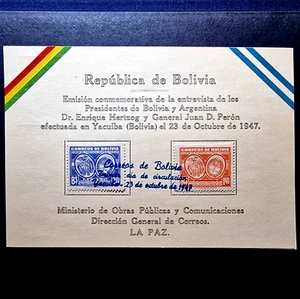 República de Bolivia
Emisión conmemorativa de la entrevista de los
Presidentes de Bolivia y Argentina
Dr. Enrique Hertzog y General Juan D. Perón
efectuada en Yacuiba (Bolivia) el 23 de Octubre de 1947.
CORREOS DE BOLIVIA CORREOS DE BOLIVIA
Correos de Bolivia
dia de circulación
Yacuiba, 23 de octubre de 1947
Ministerio de Obras Públicas y Comunicaciones
Dirección General de Correos.
LA PAZ.